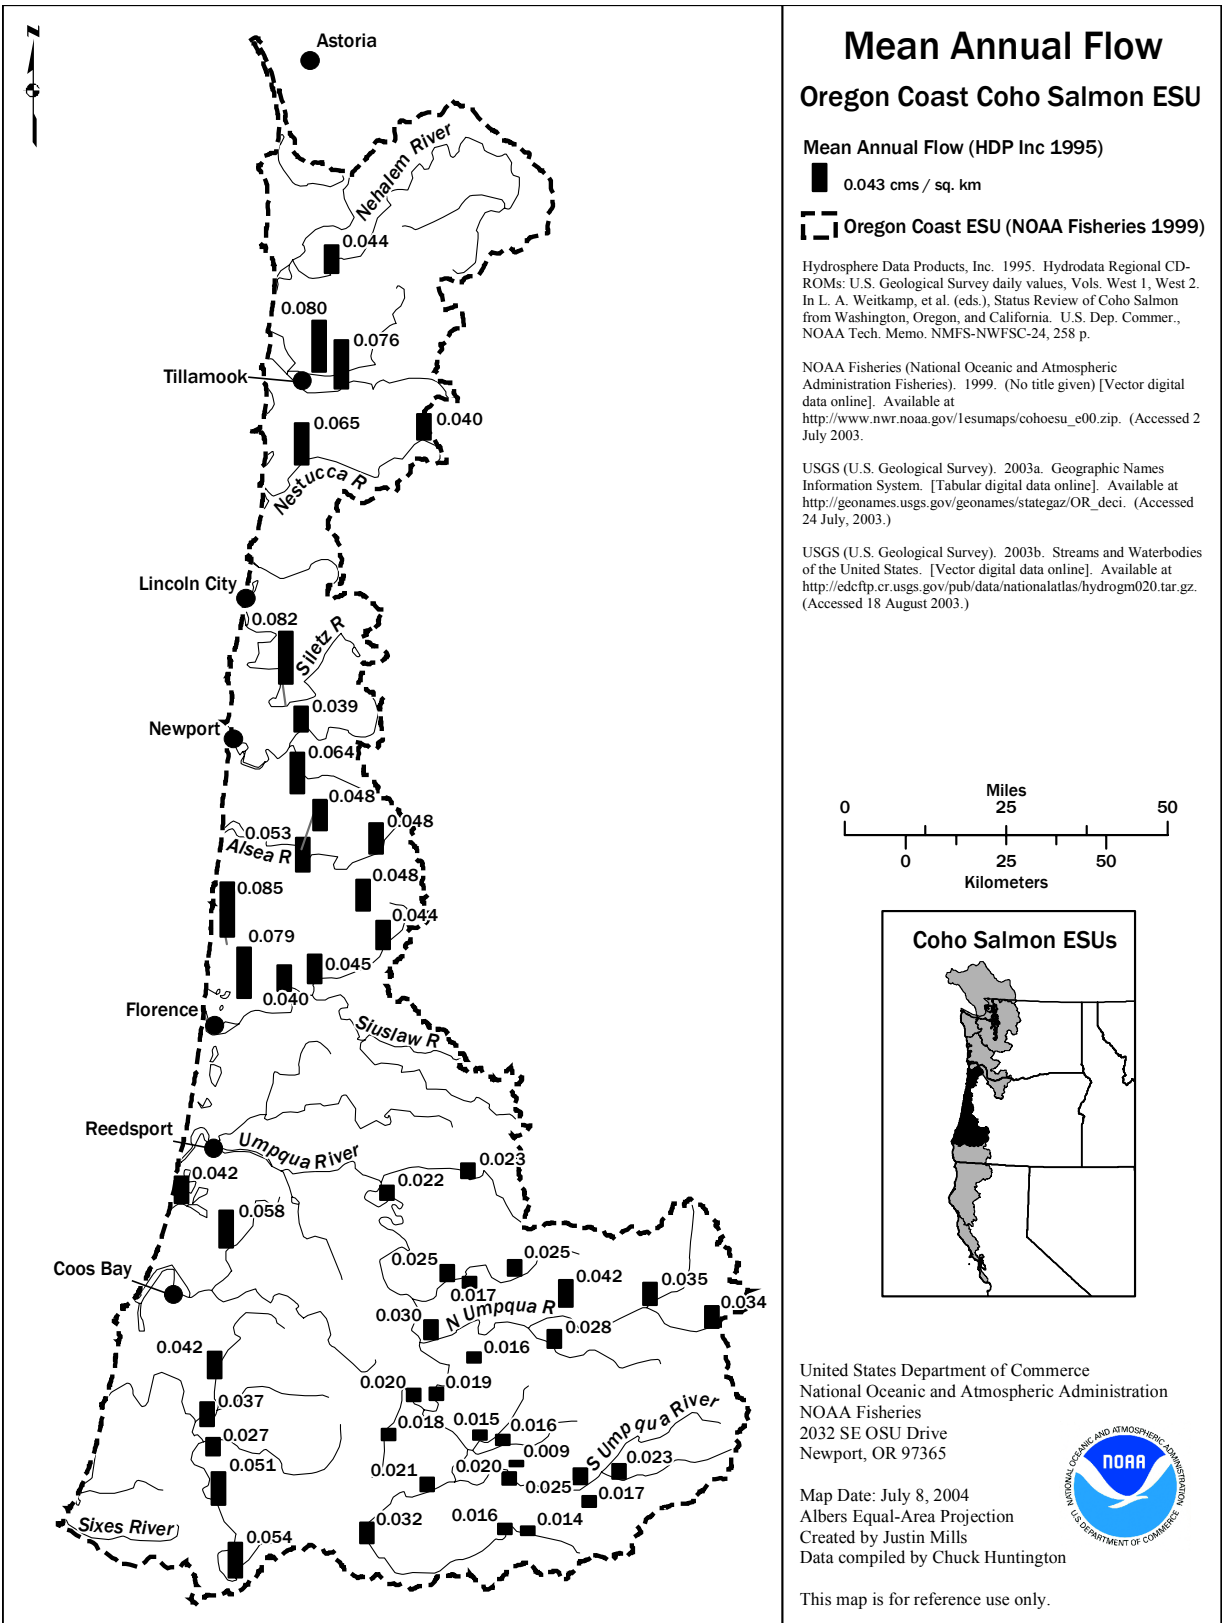 N
Astoria
Nehalem River
0.044
0.080
0.076
Tillamook
0.065
0.040
Nestucca R
Lincoln City
0.082
Siletz R
0.039
Newport
0.064
0.048
0.053
0.048
Alsea R
0.085
0.048
0.044
0.079
0.045
0.040
Florence
Siuslaw R
Reedsport
Umpqua River
0.042
0.023
0.022
0.058
Coos Bay
0.025
0.025
0.017
0.042
0.035
0.034
0.030
N Umpqua R
0.028
0.042
0.016
0.020
0.019
0.037
0.018
0.015
0.016
S Umpqua River
0.027
0.009
0.051
0.021
0.020
0.025
0.023
0.017
Sixes River
0.054
0.032
0.016
0.014
Mean Annual Flow
Oregon Coast Coho Salmon ESU
Mean Annual Flow (HDP Inc 1995)
0.043 cms / sq. km
Oregon Coast ESU (NOAA Fisheries 1999)
Hydrosphere Data Products, Inc.  1995.  Hydrodata Regional CD-
ROMs: U.S. Geological Survey daily values, Vols. West 1, West 2.
In L. A. Weitkamp, et al. (eds.), Status Review of Coho Salmon
from Washington, Oregon, and California.  U.S. Dep. Commer.,
NOAA Tech. Memo. NMFS-NWFSC-24, 258 p.
NOAA Fisheries (National Oceanic and Atmospheric
Administration Fisheries).  1999.  (No title given) [Vector digital
data online].  Available at
http://www.nwr.noaa.gov/1esumaps/cohoesu_e00.zip.  (Accessed 2
July 2003.
USGS (U.S. Geological Survey).  2003a.  Geographic Names
Information System.  [Tabular digital data online].  Available at
http://geonames.usgs.gov/geonames/stategaz/OR_deci.  (Accessed
24 July, 2003.)
USGS (U.S. Geological Survey).  2003b.  Streams and Waterbodies
of the United States.  [Vector digital data online].  Available at
http://edcftp.cr.usgs.gov/pub/data/nationalatlas/hydrogm020.tar.gz.
(Accessed 18 August 2003.)
Miles
0 25 50
0 25 50
Kilometers
Coho Salmon ESUs
United States Department of Commerce
National Oceanic and Atmospheric Administration
NOAA Fisheries
2032 SE OSU Drive
Newport, OR 97365
Map Date: July 8, 2004
Albers Equal-Area Projection
Created by Justin Mills
Data compiled by Chuck Huntington
This map is for reference use only.
NATIONAL OCEANIC AND ATMOSPHERIC ADMINISTRATION
NOAA
U.S. DEPARTMENT OF COMMERCE